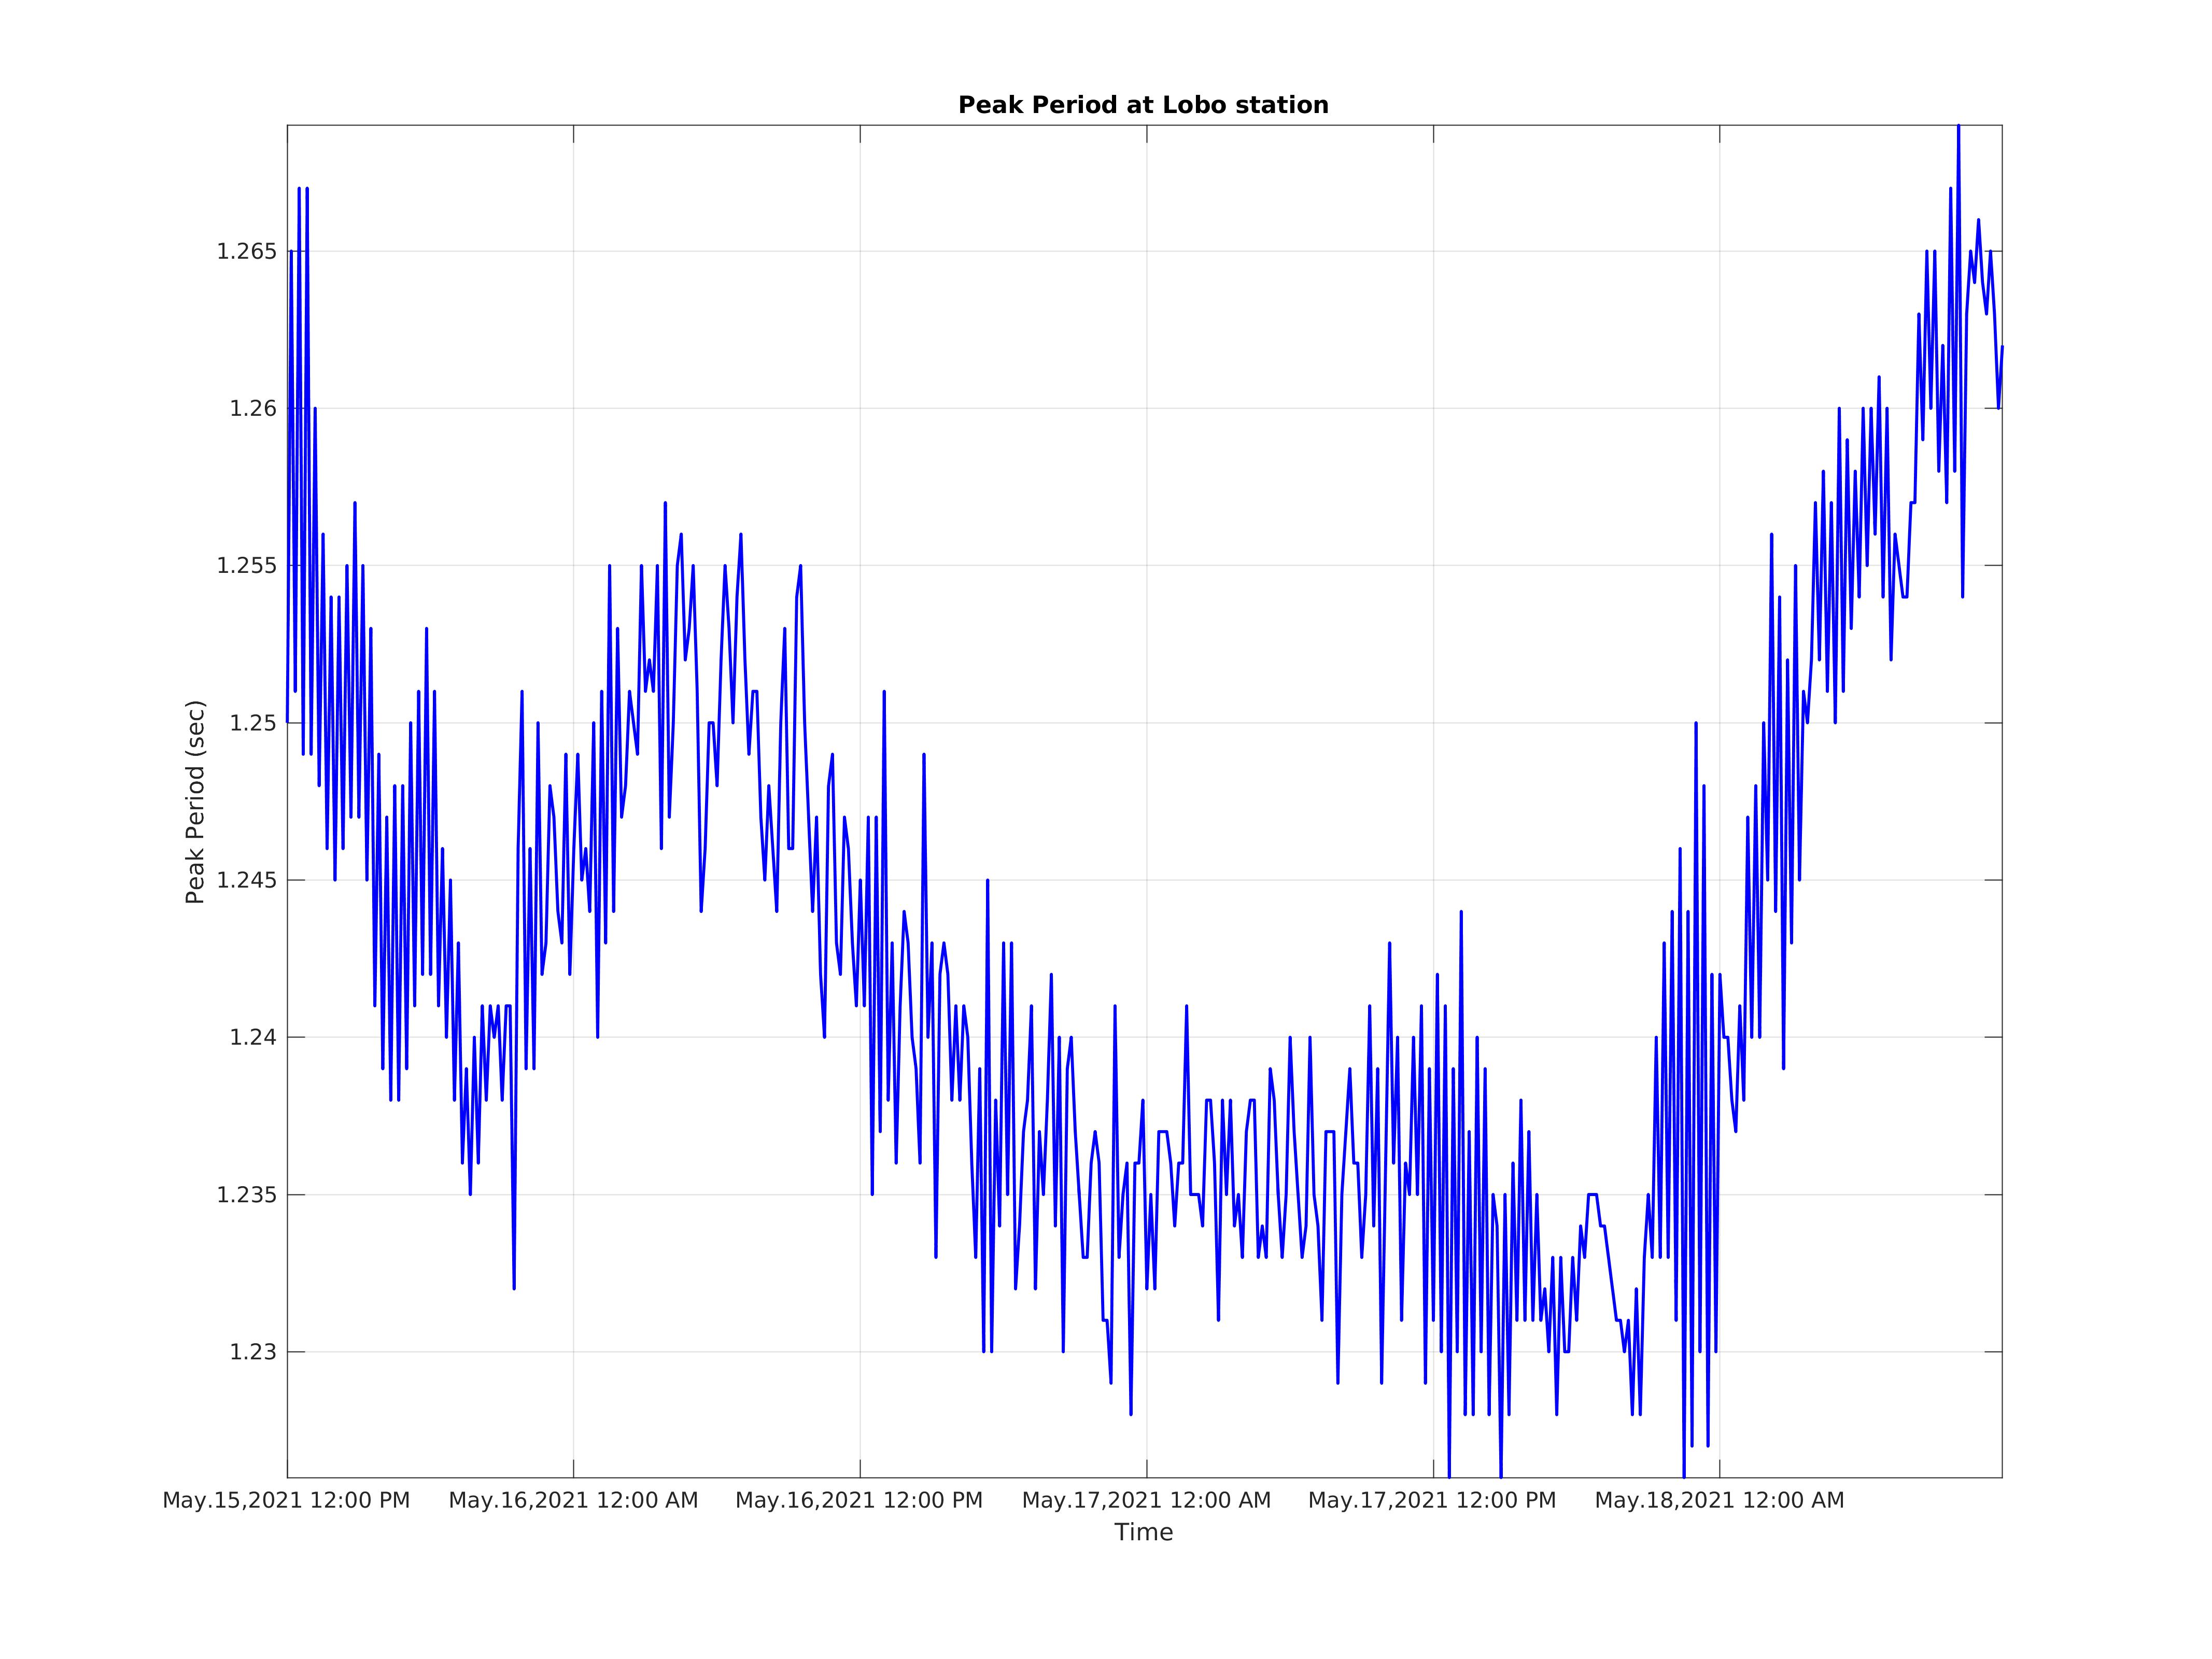 Peak Period at Lobo station
1.265
1.26
1.255
1.25
1.245
1.24
1.235
1.23
Peak Period (sec)
May.15,2021 12:00 PM
May.16,2021 12:00 AM
May.16,2021 12:00 PM
May.17,2021 12:00 AM
May.17,2021 12:00 PM
May.18,2021 12:00 AM
Time